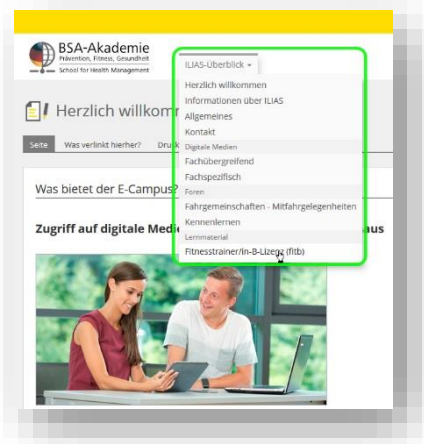 BSA-Akademie
Prävention, Fitness, Gesundheit
School for Health Management
ILIAS-Überblick
Herzlich willkommen
Informationen über ILIAS
Allgemeines
Kontakt
Digitale Medien
Fachübergreifend
Fachspezifisch
Foren
Fahrgemeinschaften - Mitfahrgelegenheiten
Kennenlernen
Lernmaterial
Fitnesstrainer/in-B-Lizenz (fitb)
Herzlich willkom
Seite Was verlinkt hierher? Druc
Was bietet der E-Campus?
Zugriff auf digitale Medi aus